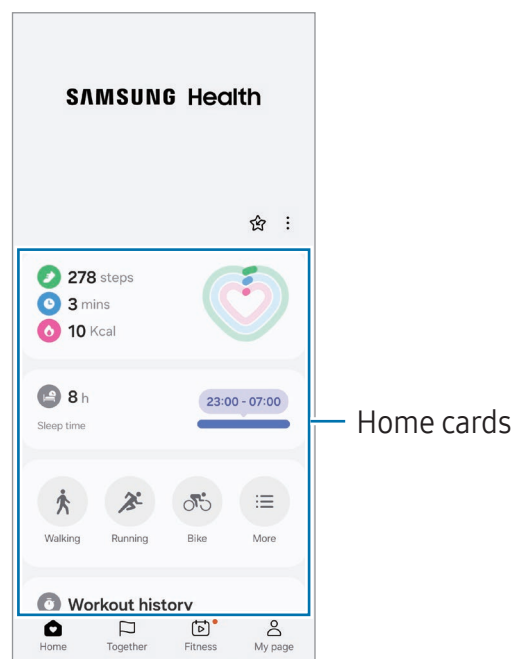 SAMSUNG Health
278 steps
3 mins
10 Kcal
8 h
23:00 - 07:00
Sleep time
Home cards
Walking Running Bike More
Workout history
Home Together Fitness My page